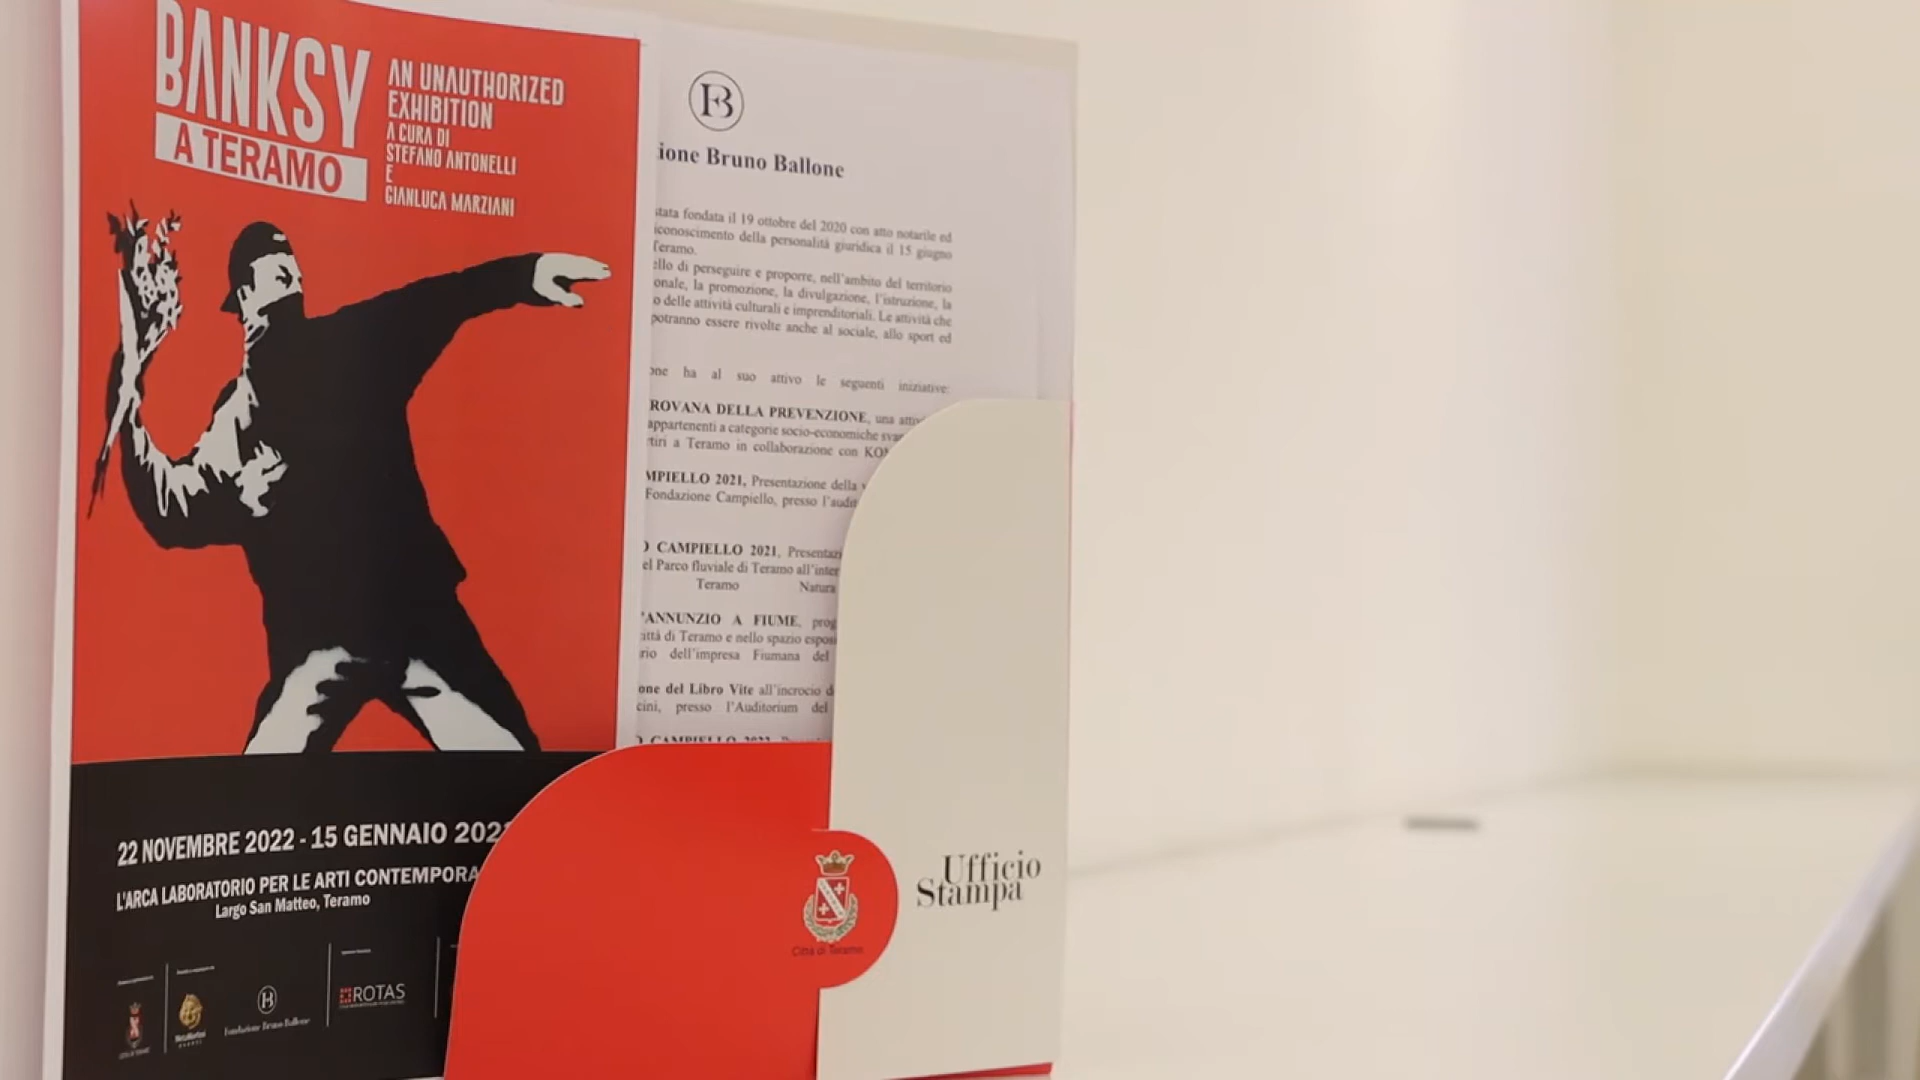 BANKSY
A TERAMO
AN UNAUTHORIZED
EXHIBITION
A CURA DI
STEFANO ANTONELLI
E
GIANLUCA MARZIANI
22 NOVEMBRE 2022 - 15 GENNAIO 202
L'ARCA LABORATORIO PER LE ARTI CONTEMPORA
Largo San Matteo, Teramo
Fondazione Bruno Ballone
ROTAS
FB
ione Bruno Ballone
stata fondata il 19 ottobre del 2020 con atto notarile ed
iconoscimento della personalità giuridica il 15 giugno
Teramo.
ello di perseguire e proporre, nell'ambito del territorio
onale, la promozione, la divulgazione, l'istruzione, la
o delle attività culturali e imprenditoriali. Le attività che
potranno essere rivolte anche al sociale, allo sport ed
one ha al suo attivo le seguenti iniziative:
ROVANA DELLA PREVENZIONE, una
appartenenti a categorie socio-economiche
rtiri a Teramo in collaborazione con
MPIELLO 2021, Presentazione della
Fondazione Campiello, presso l'audit
O CAMPIELLO 2021, Presentazi
el Parco fluviale di Teramo all'inter
Teramo Natura
'ANNUNZIO A FIUME, prog
ittà di Teramo e nello spazio espos
rio dell'impresa Fiumana del
one del Libro Vite all'incrocio d
cini, presso l'Auditorium del
O CAMPIELLO 2022
Città di Teramo
Ufficio
Stampa